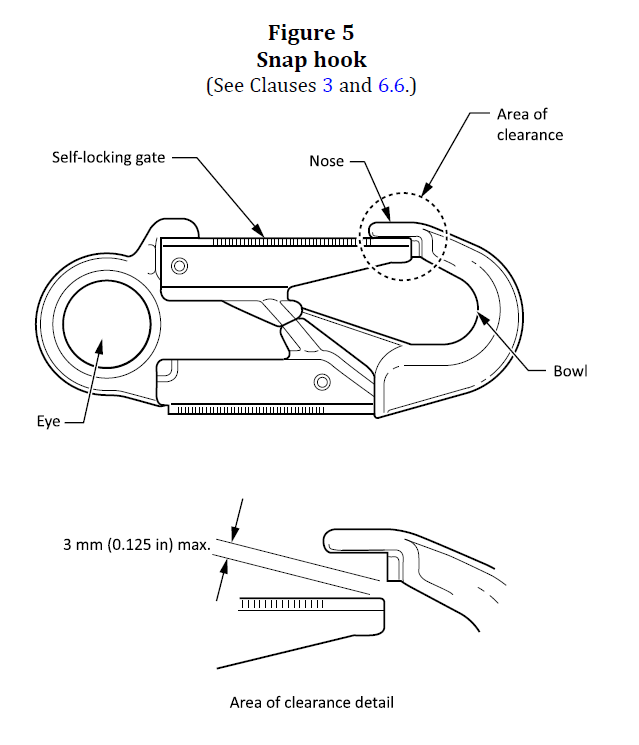 Figure 5
Snap hook
(See Clauses 3 and 6.6.)
Area of
clearance
Self-locking gate
Nose
Bowl
Eye
3 mm (0.125 in) max.
Area of clearance detail